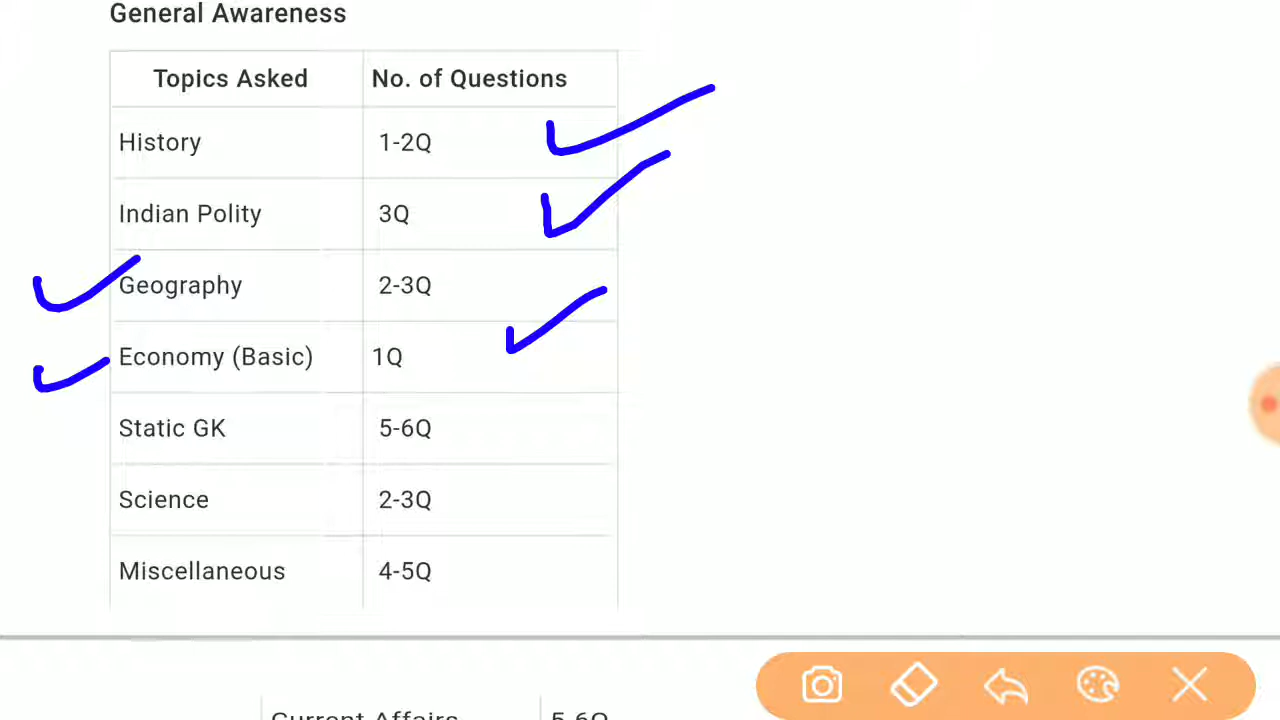 General Awareness
Topics Asked No. of Questions
History 1-2Q
Indian Polity 3Q
Geography 2-3Q
Economy (Basic) 1Q
Static GK 5-6Q
Science 2-3Q
Miscellaneous 4-5Q
Current Affairs 5-6Q